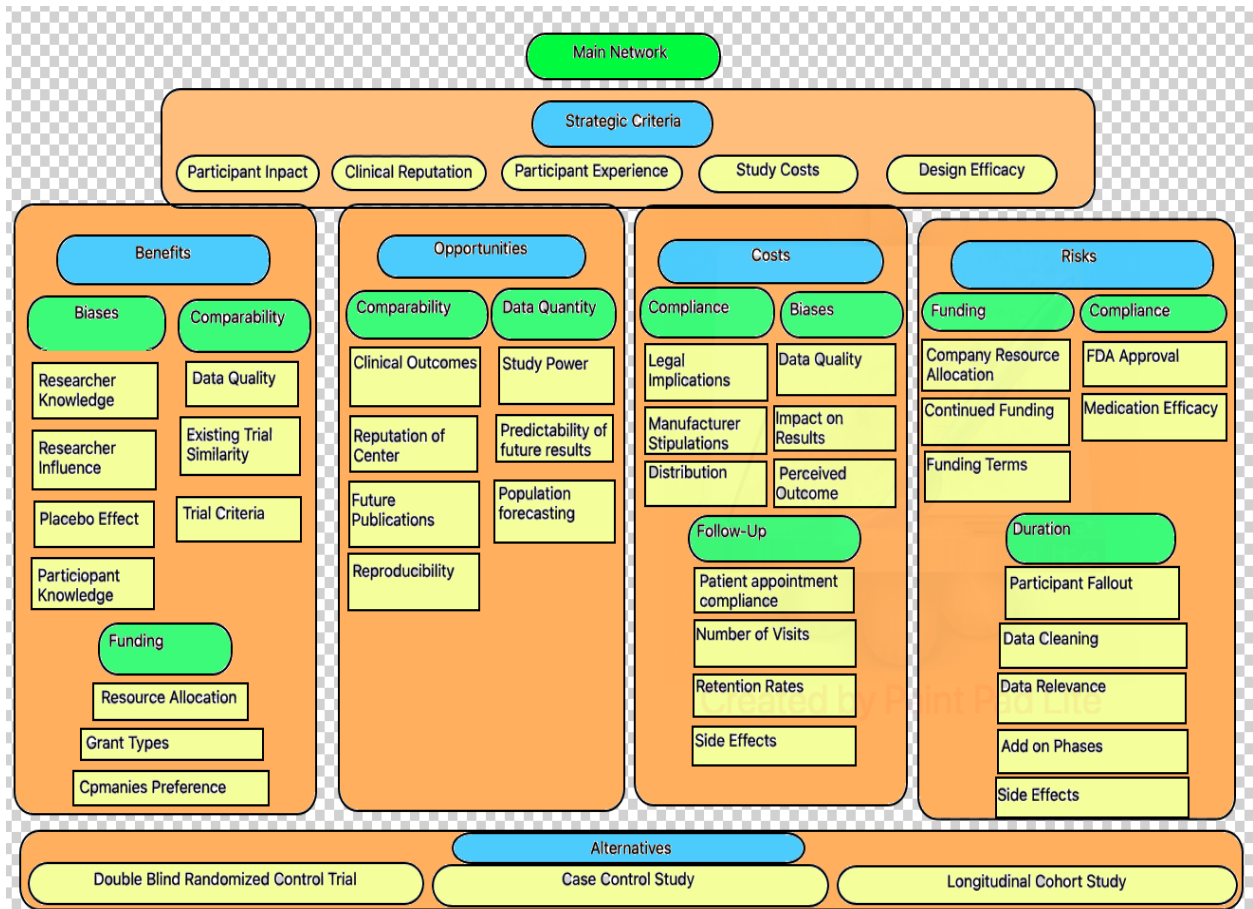 Main Network
Strategic Criteria
Participant Inpact
Clinical Reputation
Participant Experience
Study Costs
Design Efficacy
Benefits
Biases
Researcher
Knowledge
Researcher
Influence
Placebo Effect
Particiopant
Knowledge
Comparability
Data Quality
Existing Trial
Similarity
Trial Criteria
Funding
Resource Allocation
Grant Types
Cpmanies Preference
Opportunities
Comparability
Clinical Outcomes
Reputation of
Center
Future
Publications
Reproducibility
Data Quantity
Study Power
Predictability of
future results
Population
forecasting
Costs
Compliance
Legal
Implications
Manufacturer
Stipulations
Distribution
Biases
Data Quality
Impact on
Results
Perceived
Outcome
Follow-Up
Patient appointment
compliance
Number of Visits
Retention Rates
Side Effects
Risks
Funding
Company Resource
Allocation
Continued Funding
Funding Terms
Compliance
FDA Approval
Medication Efficacy
Duration
Participant Fallout
Data Cleaning
Data Relevance
Add on Phases
Side Effects
Created by Paint Pad Lite
Alternatives
Double Blind Randomized Control Trial
Case Control Study
Longitudinal Cohort Study